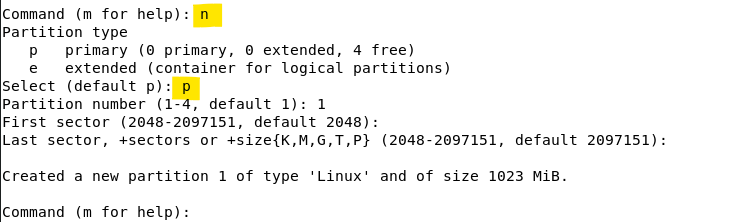 Command (m for help): n
Partition type
   p   primary (0 primary, 0 extended, 4 free)
   e   extended (container for logical partitions)
Select (default p): p
Partition number (1-4, default 1): 1
First sector (2048-2097151, default 2048):
Last sector, +sectors or +size{K,M,G,T,P} (2048-2097151, default 2097151):
Created a new partition 1 of type 'Linux' and of size 1023 MiB.
Command (m for help):